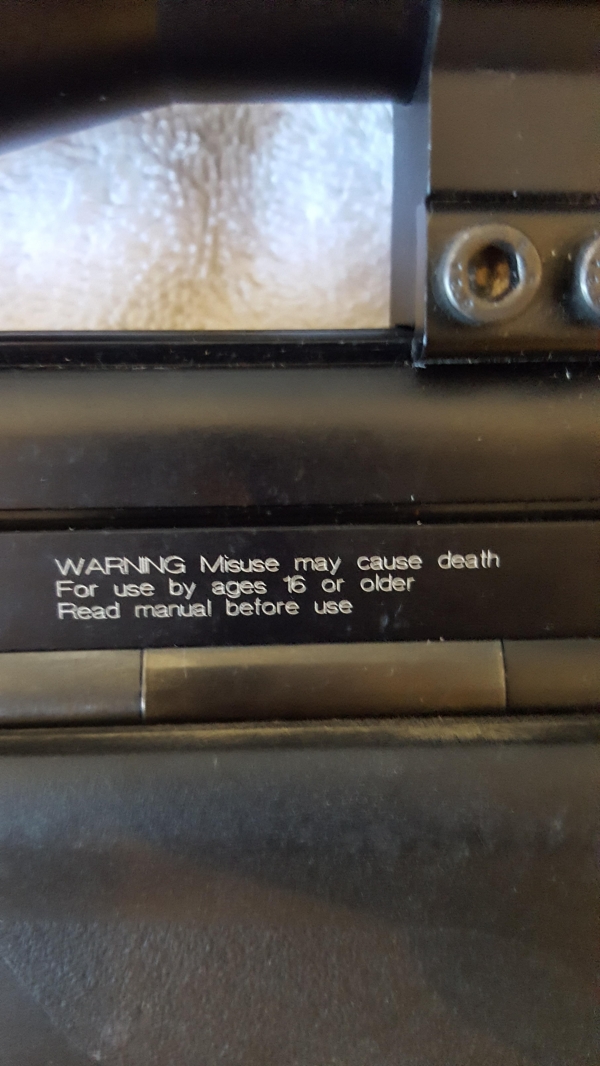 WARNING Misuse may cause death
For use by ages 16 or older
Read manual before use